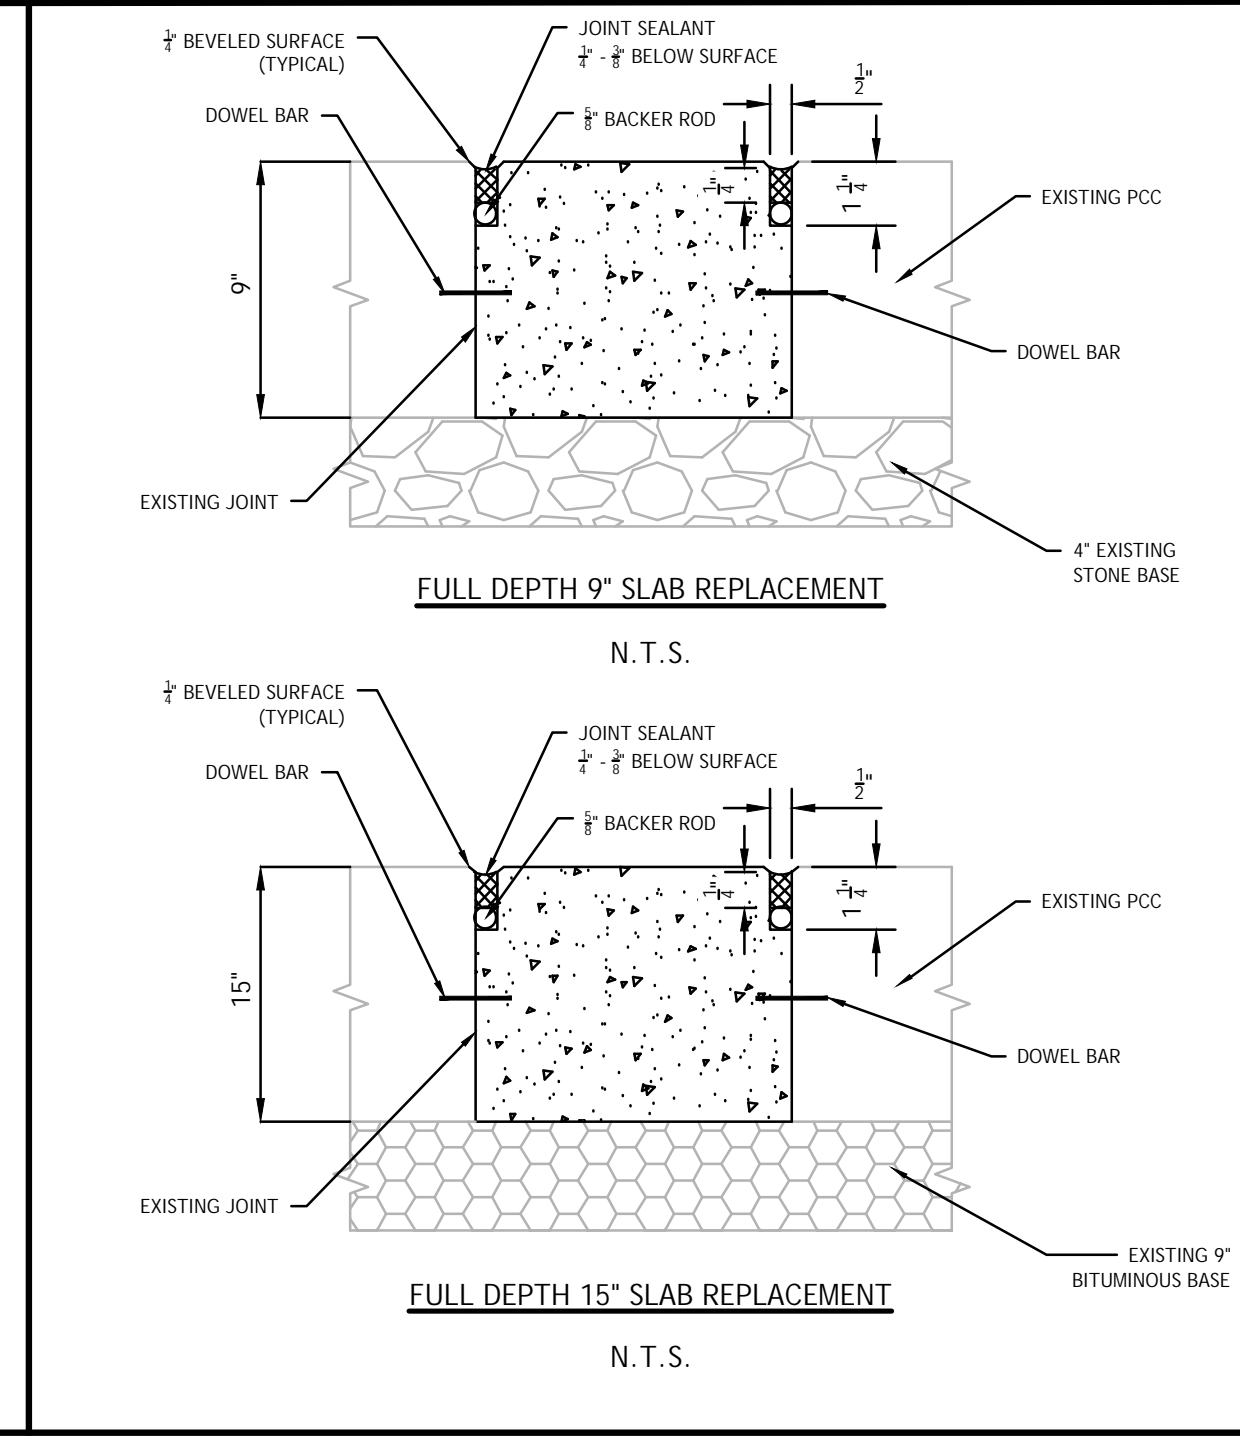 1/4" BEVELED SURFACE
(TYPICAL)
JOINT SEALANT
1/4" - 3/8" BELOW SURFACE
DOWEL BAR
5/8" BACKER ROD
1/2"
1/4"
1 1/4"
EXISTING PCC
9"
DOWEL BAR
EXISTING JOINT
4" EXISTING
STONE BASE
FULL DEPTH 9" SLAB REPLACEMENT
N.T.S.
1/4" BEVELED SURFACE
(TYPICAL)
JOINT SEALANT
1/4" - 3/8" BELOW SURFACE
DOWEL BAR
5/8" BACKER ROD
1/2"
1/4"
1 1/4"
EXISTING PCC
15"
DOWEL BAR
EXISTING JOINT
EXISTING 9"
BITUMINOUS BASE
FULL DEPTH 15" SLAB REPLACEMENT
N.T.S.